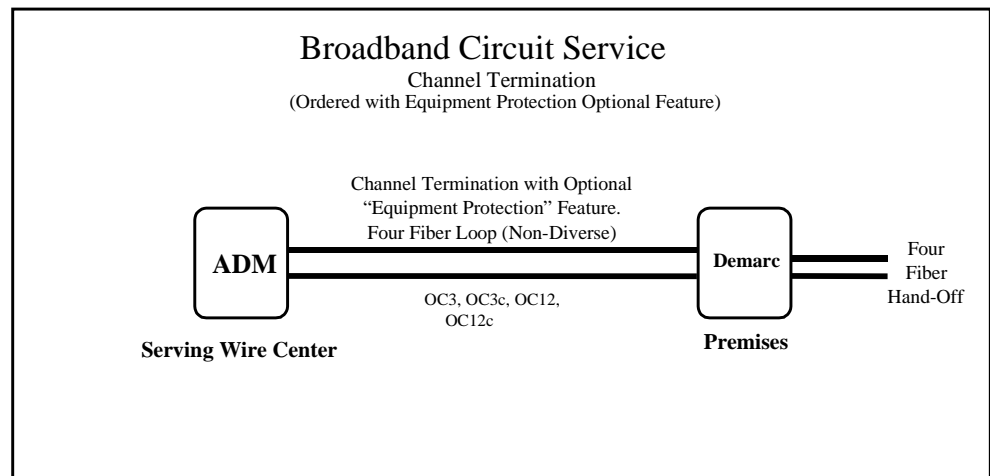 Broadband Circuit Service
Channel Termination
(Ordered with Equipment Protection Optional Feature)
Channel Termination with Optional
“Equipment Protection” Feature.
Four Fiber Loop (Non-Diverse)
ADM
Demarc
Four
Fiber
Hand-Off
OC3, OC3c, OC12,
OC12c
Serving Wire Center
Premises